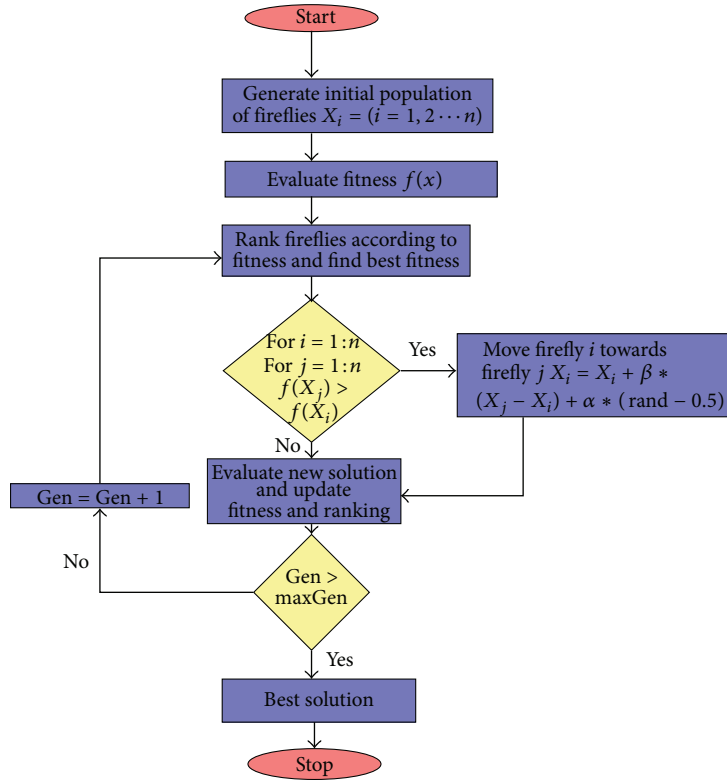 Start
Generate initial population
of fireflies X_i = (i = 1, 2 ⋯ n)
Evaluate fitness f(x)
Rank fireflies according to
fitness and find best fitness
For i = 1:n
For j = 1:n
f(X_j) >
f(X_i)
Yes
Move firefly i towards
firefly j X_i = X_i + β *
(X_j − X_i) + α * ( rand − 0.5)
No
Evaluate new solution
and update
fitness and ranking
Gen = Gen + 1
No
Gen >
maxGen
Yes
Best solution
Stop